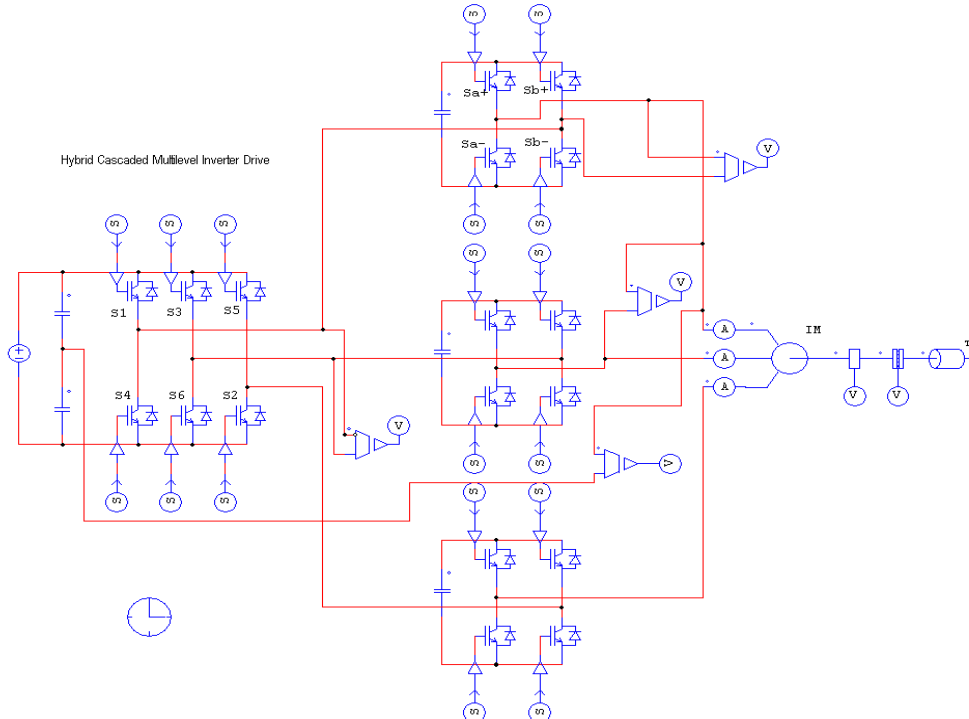 S S
Sa+ Sb+
Sa- Sb-
V
Hybrid Cascaded Multilevel Inverter Drive
S S S
S S
S S
V
S1 S3 S5
A IM
A
A
S4 S6 S2
V V
V
S S
V
S S S
S S
S S
T